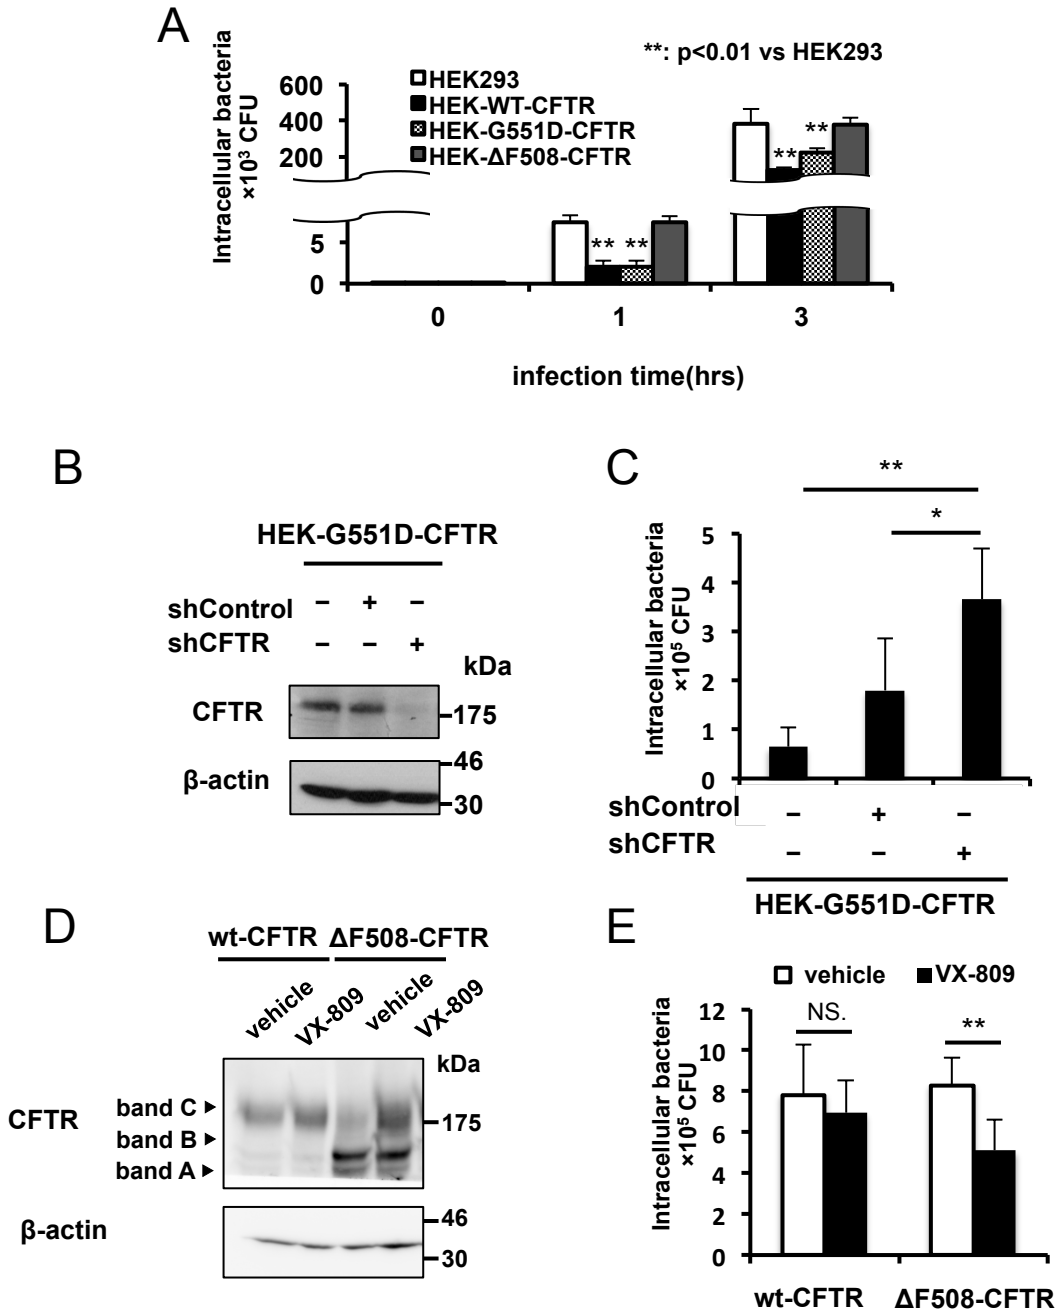 A
**: p<0.01 vs HEK293
Intracellular bacteria
×10³ CFU
600
400
200
5
0
HEK293
HEK-WT-CFTR
HEK-G551D-CFTR
HEK-ΔF508-CFTR
** **
** **
0 1 3
infection time(hrs)
B
HEK-G551D-CFTR
shControl − + −
shCFTR − − +
kDa
CFTR
175
β-actin
46
30
C
**
*
Intracellular bacteria
×10⁵ CFU
5
4
3
2
1
0
shControl − + −
shCFTR − − +
HEK-G551D-CFTR
D
wt-CFTR ΔF508-CFTR
vehicle VX-809 vehicle VX-809
kDa
CFTR
band C
band B
band A
175
β-actin
46
30
E
vehicle VX-809
NS.
**
Intracellular bacteria
×10⁵ CFU
12
10
8
6
4
2
0
wt-CFTR ΔF508-CFTR